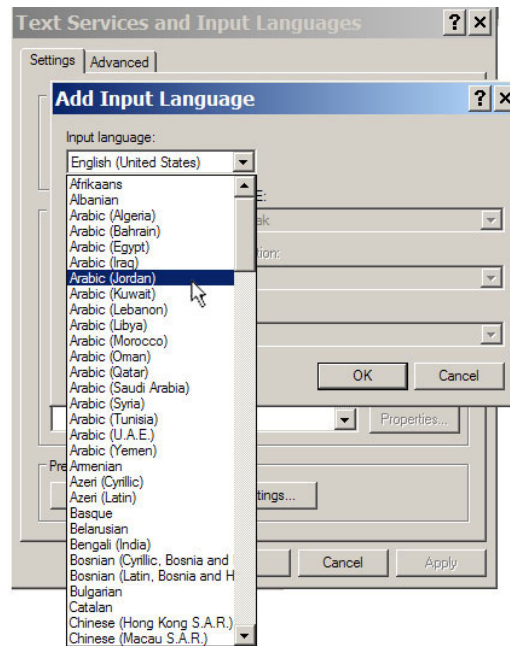 Text Services and Input Languages
Settings
Advanced
Add Input Language
Input language:
English (United States)
Afrikaans
Albanian
Arabic (Algeria)
Arabic (Bahrain)
Arabic (Egypt)
Arabic (Iraq)
Arabic (Jordan)
Arabic (Kuwait)
Arabic (Lebanon)
Arabic (Libya)
Arabic (Morocco)
Arabic (Oman)
Arabic (Qatar)
Arabic (Saudi Arabia)
Arabic (Syria)
Arabic (Tunisia)
Arabic (U.A.E.)
Arabic (Yemen)
Armenian
Azeri (Cyrillic)
Azeri (Latin)
Basque
Belarusian
Bengali (India)
Bosnian (Cyrillic, Bosnia and
Bosnian (Latin, Bosnia and H
Bulgarian
Catalan
Chinese (Hong Kong S.A.R.)
Chinese (Macau S.A.R.)
E:
ak
tion:
OK
Cancel
Properties...
Pre
tings...
Cancel
Apply